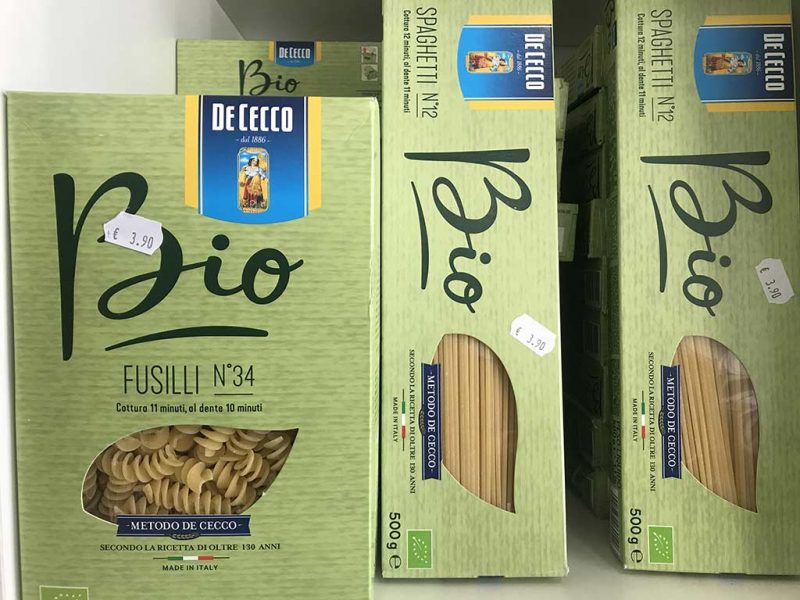 DE CECCO
Bio
DE CECCO
dal 1886
Bio
€ 3.90
FUSILLI N°34
Cottura 11 minuti, al dente 10 minuti
METODO DE CECCO
SECONDO LA RICETTA DI OLTRE 130 ANNI
MADE IN ITALY
SPAGHETTI N°12
Cottura 12 minuti, al dente 11 minuti
DE CECCO
Bio
€ 3.90
METODO DE CECCO
SECONDO LA RICETTA DI OLTRE 130 ANNI
MADE IN ITALY
500 g e
SPAGHETTI N°12
Cottura 12 minuti, al dente 11 minuti
DE CECCO
Bio
€ 3.90
METODO DE CECCO
SECONDO LA RICETTA DI OLTRE 130 ANNI
MADE IN ITALY
500 g e